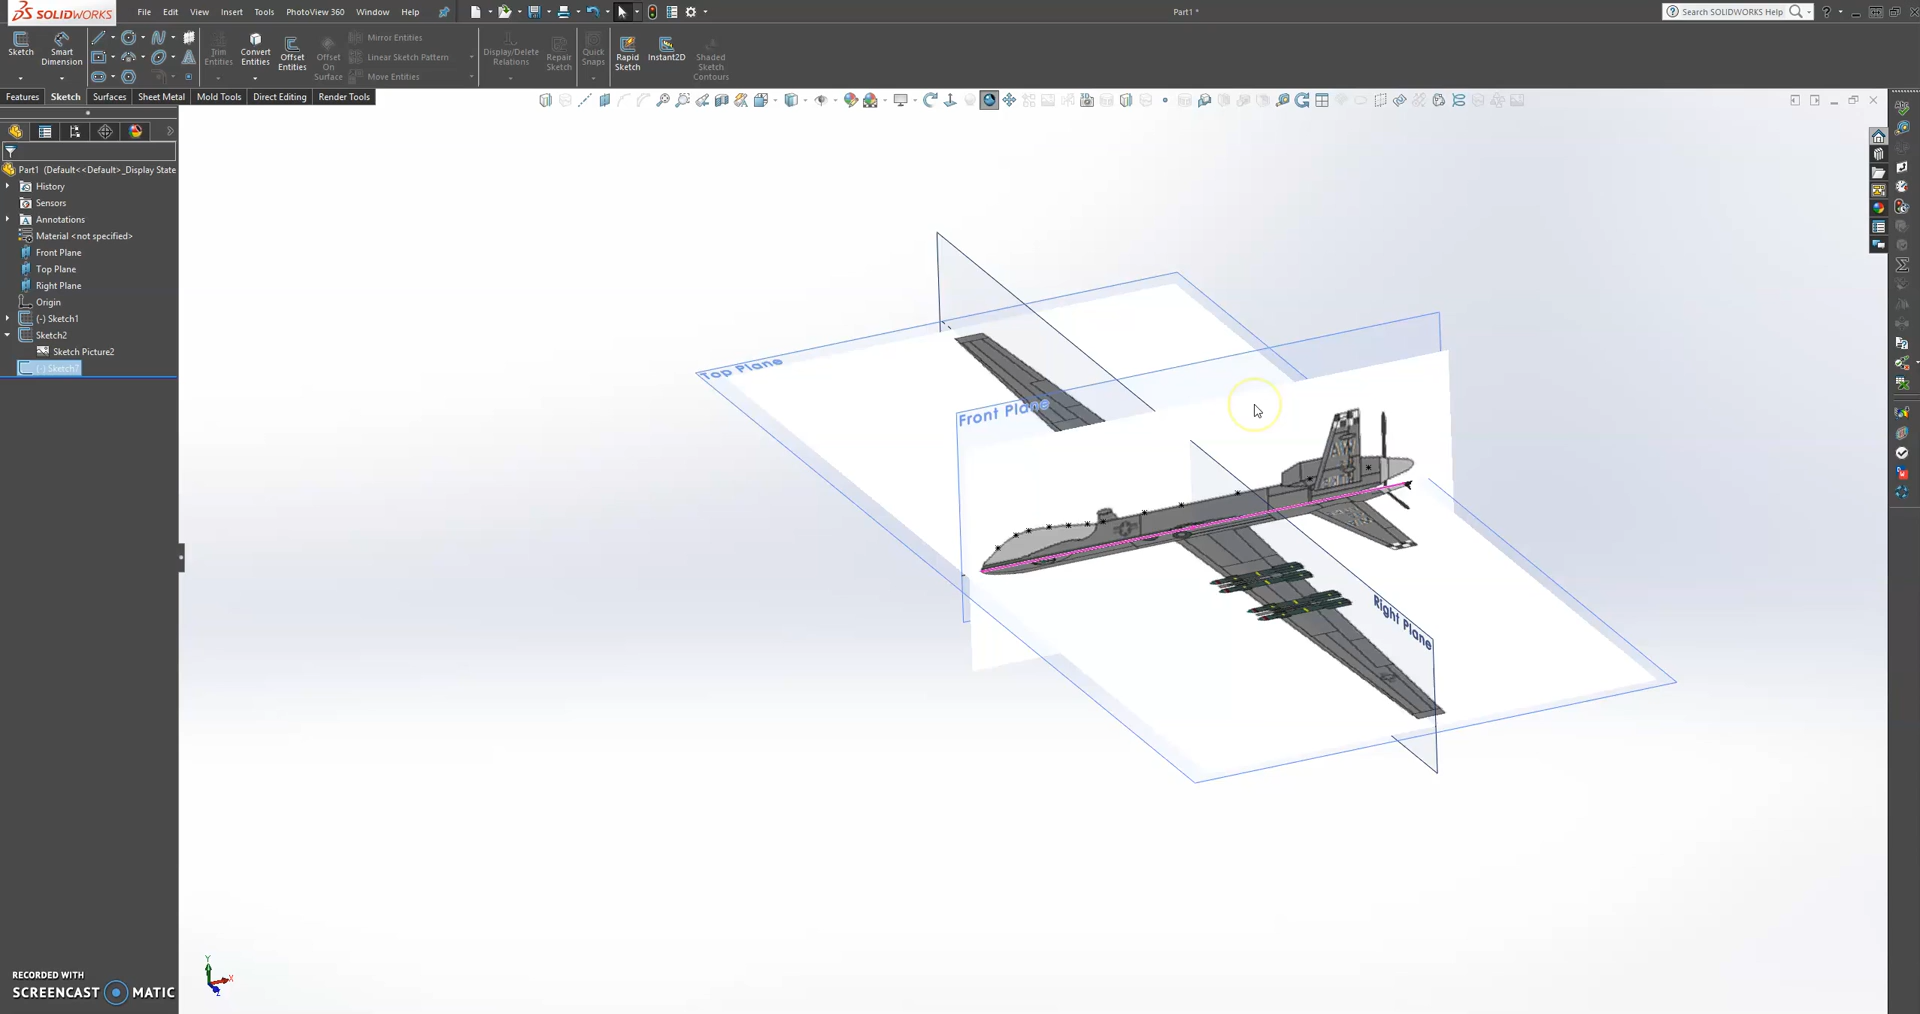 SOLIDWORKS
File Edit View Insert Tools PhotoView 360 Window Help
Part1 *
Search SOLIDWORKS Help
Sketch
Smart Dimension
Trim Entities
Convert Entities
Offset Entities
Offset On Surface
Mirror Entities
Linear Sketch Pattern
Move Entities
Display/Delete Relations
Repair Sketch
Quick Snaps
Rapid Sketch
Instant2D
Shaded Sketch Contours
Features Sketch Surfaces Sheet Metal Mold Tools Direct Editing Render Tools
Part1 (Default<<Default>_Display State
History
Sensors
Annotations
Material <not specified>
Front Plane
Top Plane
Right Plane
Origin
(-) Sketch1
Sketch2
Sketch Picture2
(-) Sketch7
Top Plane
Front Plane
Right Plane
Y
X
Z
RECORDED WITH
SCREENCAST MATIC